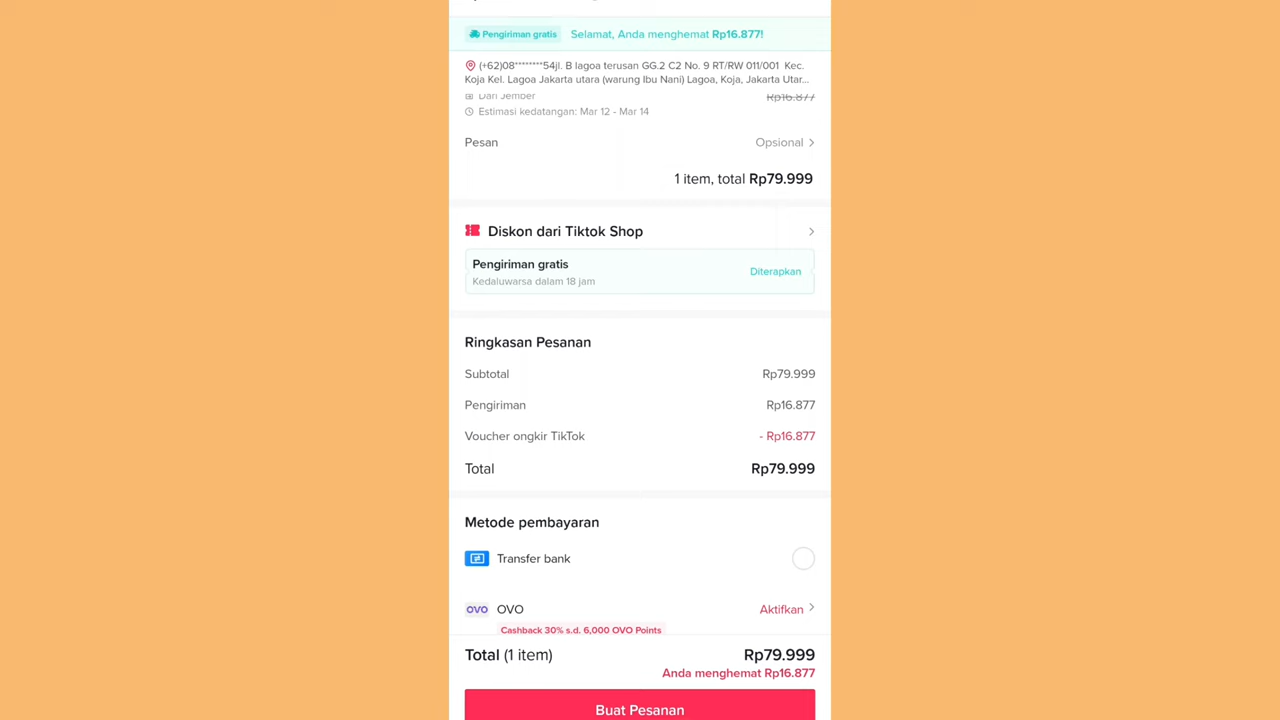 Pengiriman gratis Selamat, Anda menghemat Rp16.877!
(+62)08********54jl. B lagoa terusan GG.2 C2 No. 9 RT/RW 011/001 Kec.
Koja Kel. Lagoa Jakarta utara (warung Ibu Nani) Lagoa, Koja, Jakarta Utar...
Dari Jember Rp16.877
Estimasi kedatangan: Mar 12 - Mar 14
Pesan Opsional
1 item, total Rp79.999
Diskon dari Tiktok Shop
Pengiriman gratis
Diterapkan
Kedaluwarsa dalam 18 jam
Ringkasan Pesanan
Subtotal Rp79.999
Pengiriman Rp16.877
Voucher ongkir TikTok - Rp16.877
Total Rp79.999
Metode pembayaran
Transfer bank
OVO OVO Aktifkan
Cashback 30% s.d. 6,000 OVO Points
Total (1 item) Rp79.999
Anda menghemat Rp16.877
Buat Pesanan